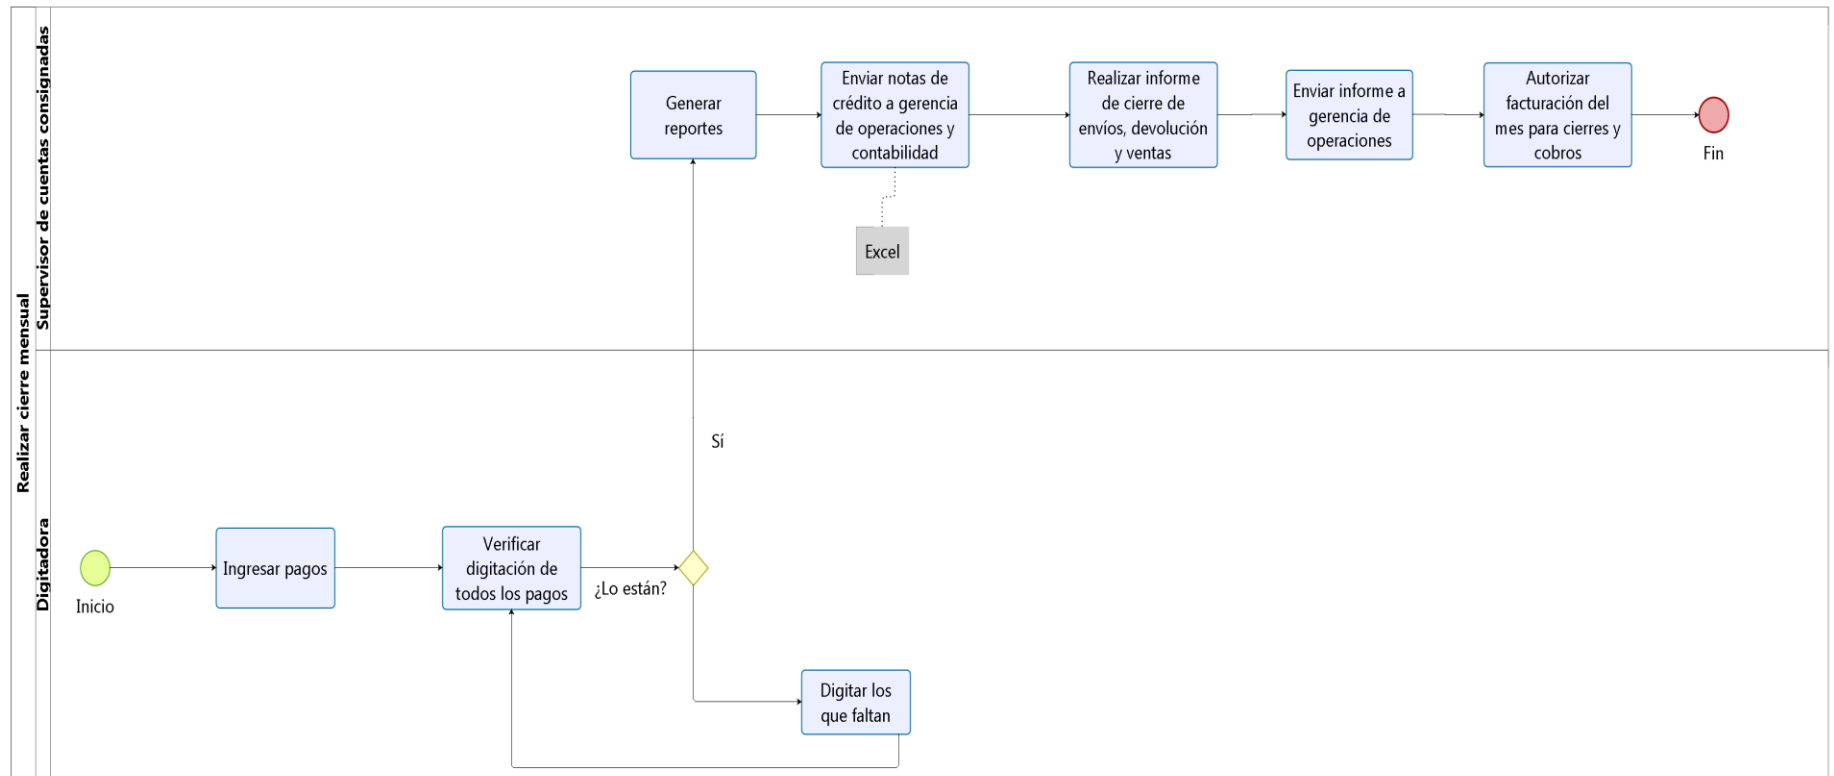 Realizar cierre mensual
Supervisor de cuentas consignadas
Generar
reportes
Enviar notas de
crédito a gerencia
de operaciones y
contabilidad
Realizar informe
de cierre de
envíos, devolución
y ventas
Enviar informe a
gerencia de
operaciones
Autorizar
facturación del
mes para cierres y
cobros
Fin
Excel
Sí
Digitadora
Inicio
Ingresar pagos
Verificar
digitación de
todos los pagos
¿Lo están?
Digitar los
que faltan